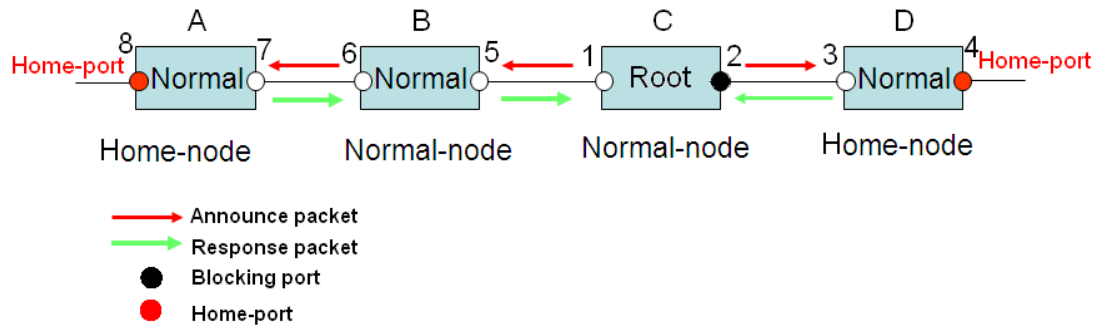 A B C D
8 7 6 5 1 2 3 4
Home-port Normal Normal Root Normal Home-port
Home-node Normal-node Normal-node Home-node
Announce packet
Response packet
Blocking port
Home-port